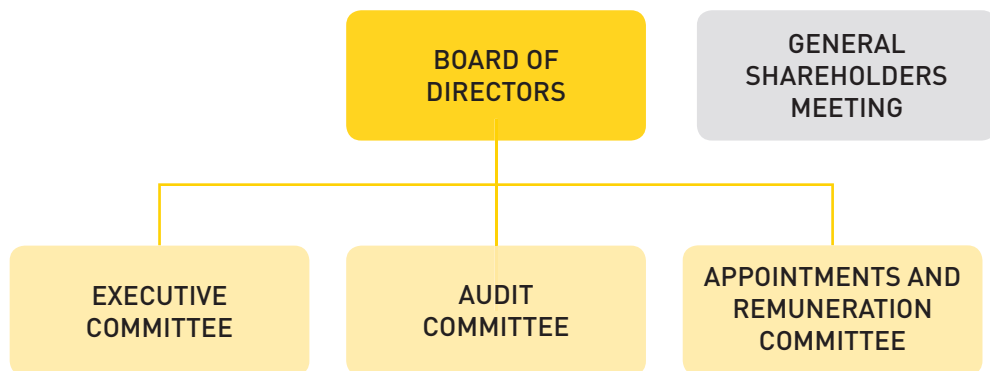 BOARD OF
DIRECTORS
GENERAL
SHAREHOLDERS
MEETING
EXECUTIVE
COMMITTEE
AUDIT
COMMITTEE
APPOINTMENTS AND
REMUNERATION
COMMITTEE